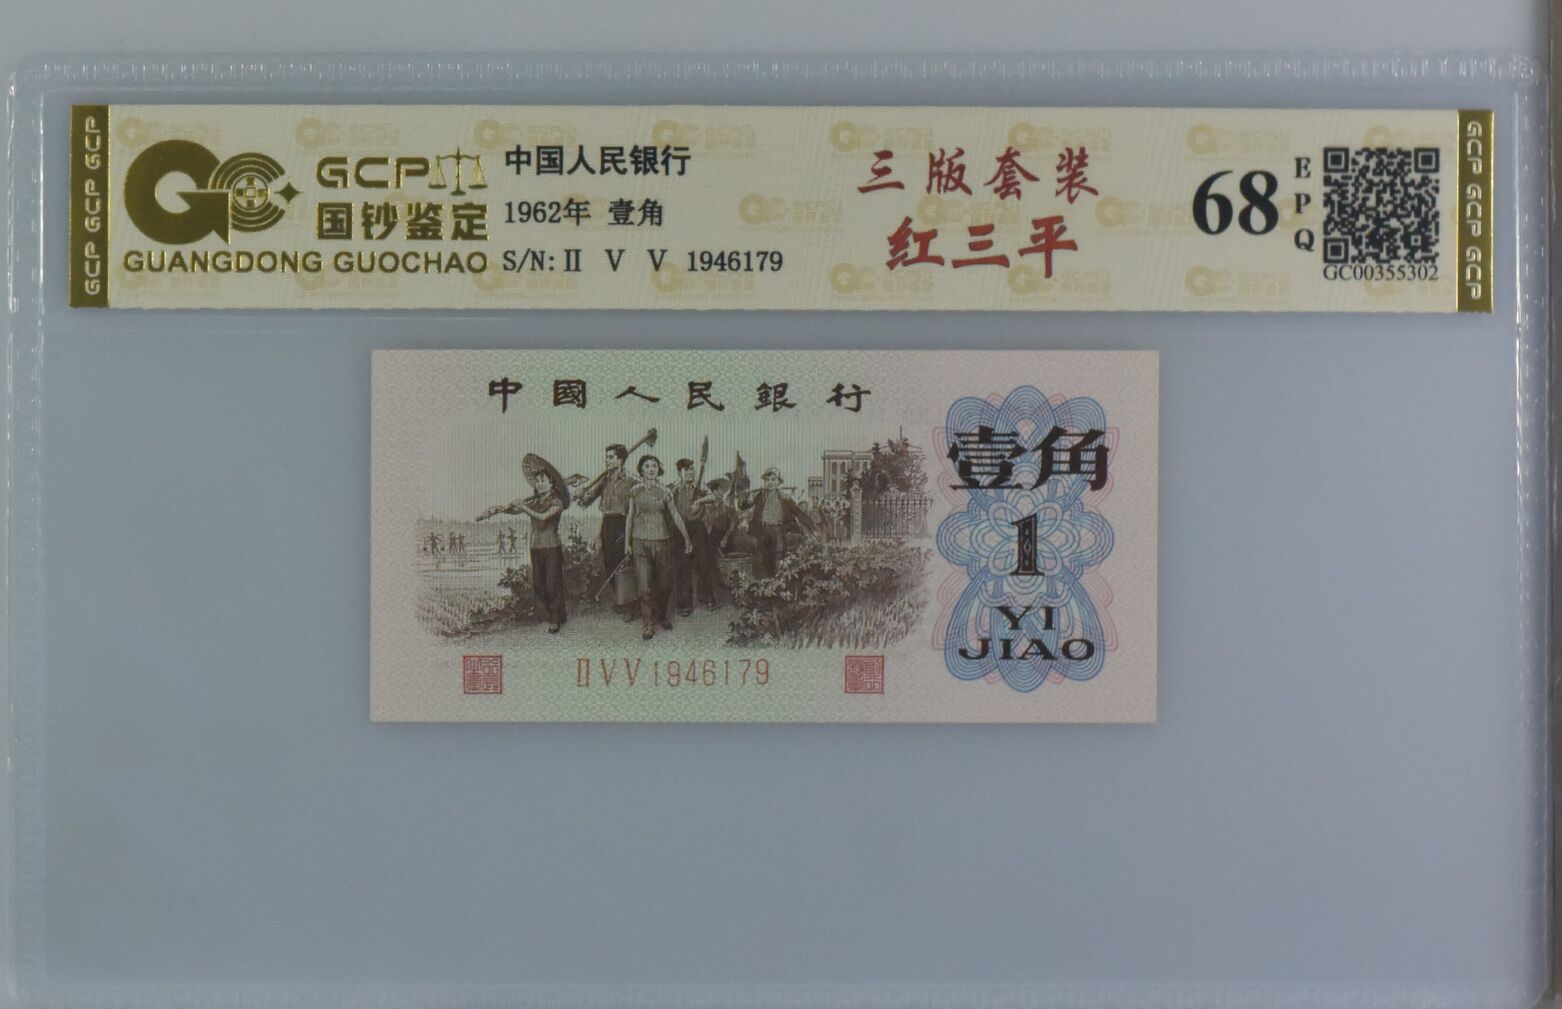 GCP GCP GCP
GCP
国钞鉴定
GUANGDONG GUOCHAO
中国人民银行
1962年 壹角
S/N: II V V 1946179
三版套装
红三平
68
EPQ
GC00355302
GCP GCP GCP
中國人民銀行
壹角
1
YI
JIAO
II V V 1946179